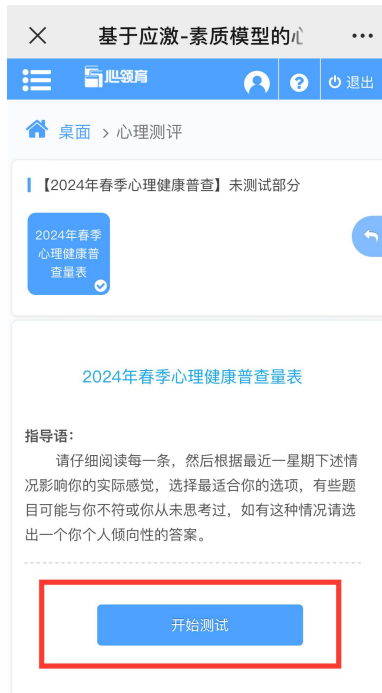 基于应激-素质模型的
心领育
退出
桌面 > 心理测评
【2024年春季心理健康普查】未测试部分
2024年春季
心理健康普
查量表
2024年春季心理健康普查量表
指导语：
请仔细阅读每一条，然后根据最近一星期下述情
况影响你的实际感觉，选择最适合你的选项，有些题
目可能与你不符或你从未思考过，如有这种情况请选
出一个你个人倾向性的答案。
开始测试